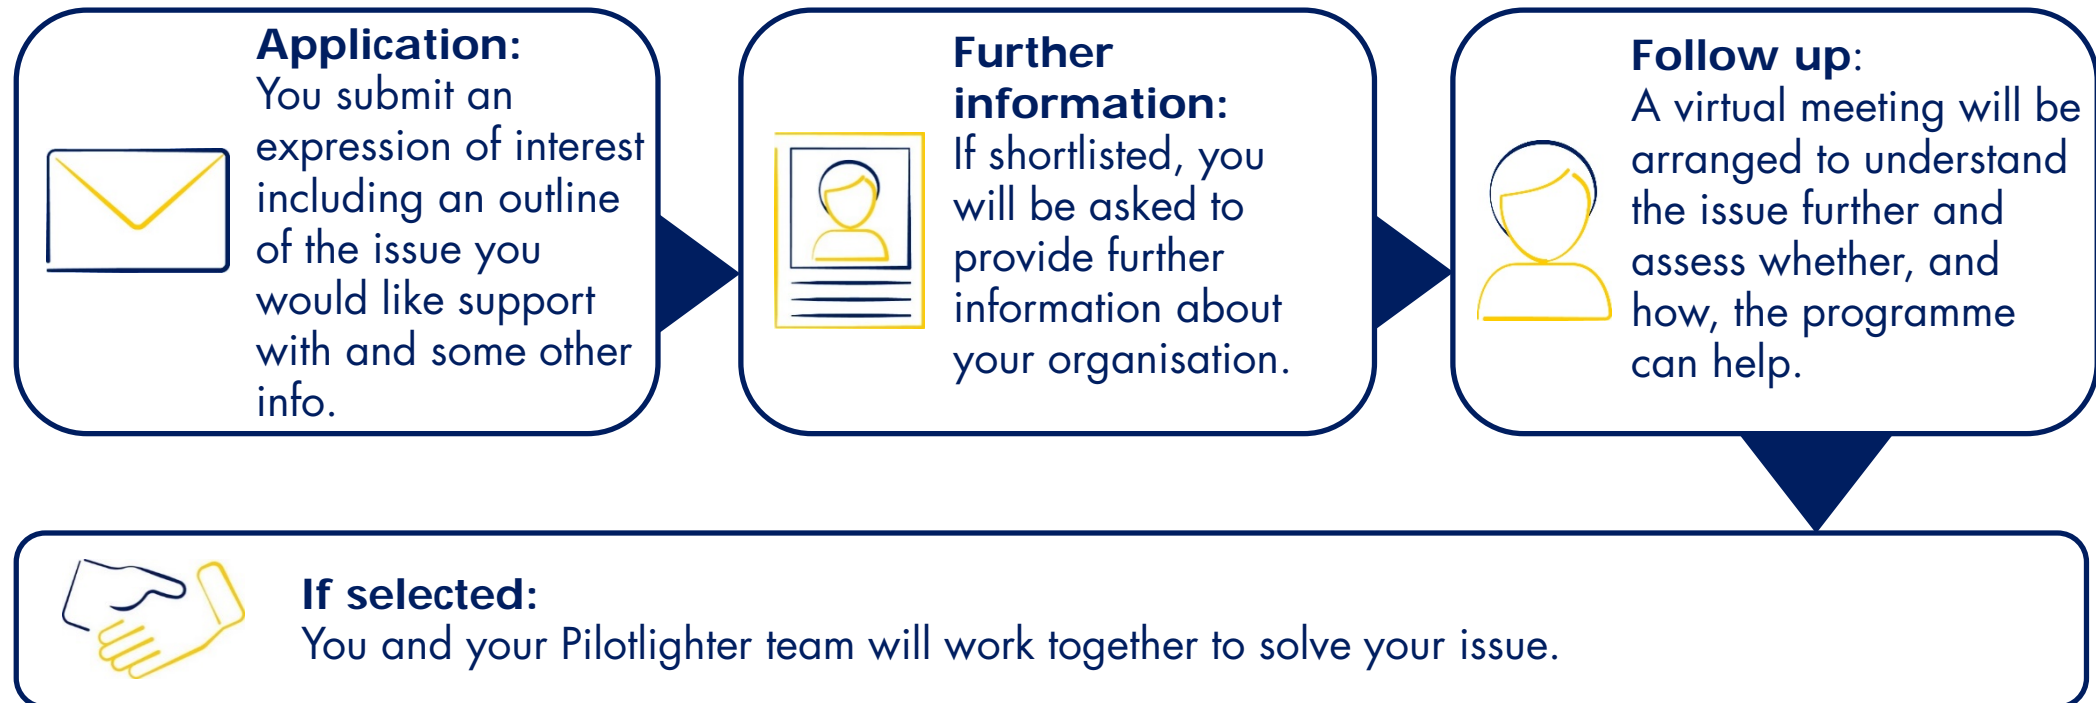 Application:
You submit an
expression of interest
including an outline
of the issue you
would like support
with and some other
info.
Further
information:
If shortlisted, you
will be asked to
provide further
information about
your organisation.
Follow up:
A virtual meeting will be
arranged to understand
the issue further and
assess whether, and
how, the programme
can help.
If selected:
You and your Pilotlighter team will work together to solve your issue.